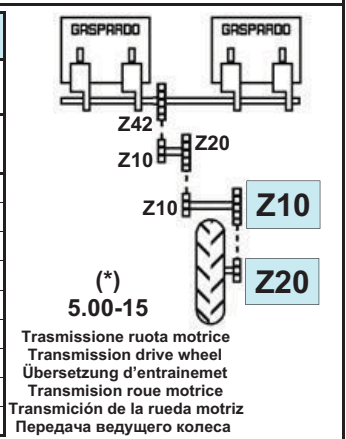 GASPARDO GASPARDO
Z42
Z20
Z10
Z10
Z10
Z20
(*)
5.00-15
Trasmissione ruota motrice
Transmission drive wheel
Übersetzung d'entrainemet
Transmision roue motrice
Transmición de la rueda motriz
Передача ведущего колеса